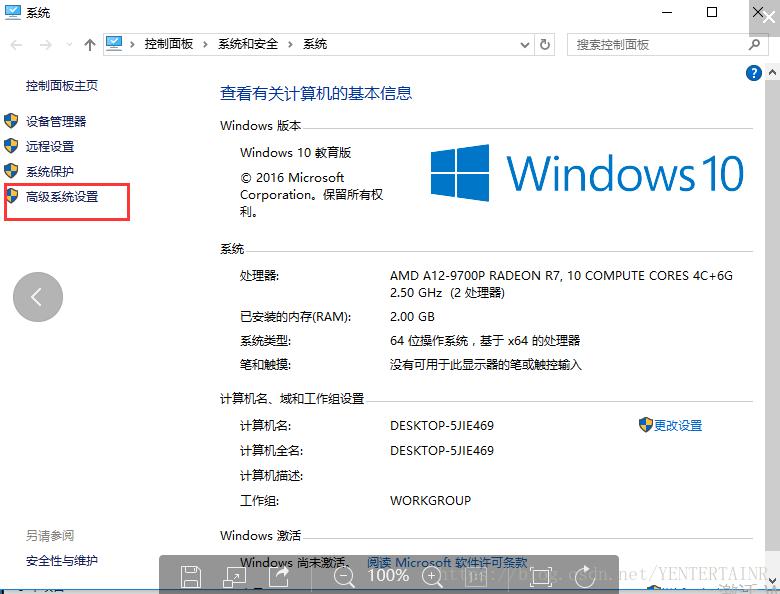 系统
控制面板 › 系统和安全 › 系统
搜索控制面板
控制面板主页
设备管理器
远程设置
系统保护
高级系统设置
另请参阅
安全性与维护
查看有关计算机的基本信息
Windows 版本
Windows 10 教育版
© 2016 Microsoft
Corporation。保留所有权
利。
Windows 10
系统
处理器: AMD A12-9700P RADEON R7, 10 COMPUTE CORES 4C+6G
2.50 GHz (2 处理器)
已安装的内存(RAM): 2.00 GB
系统类型: 64 位操作系统，基于 x64 的处理器
笔和触摸: 没有可用于此显示器的笔或触控输入
计算机名、域和工作组设置
计算机名: DESKTOP-5JIE469 更改设置
计算机全名: DESKTOP-5JIE469
计算机描述:
工作组: WORKGROUP
Windows 激活
Windows 尚未激活。 阅读 Microsoft 软件许可条款
100%
https://blog.csdn.net/YENTERTAINR